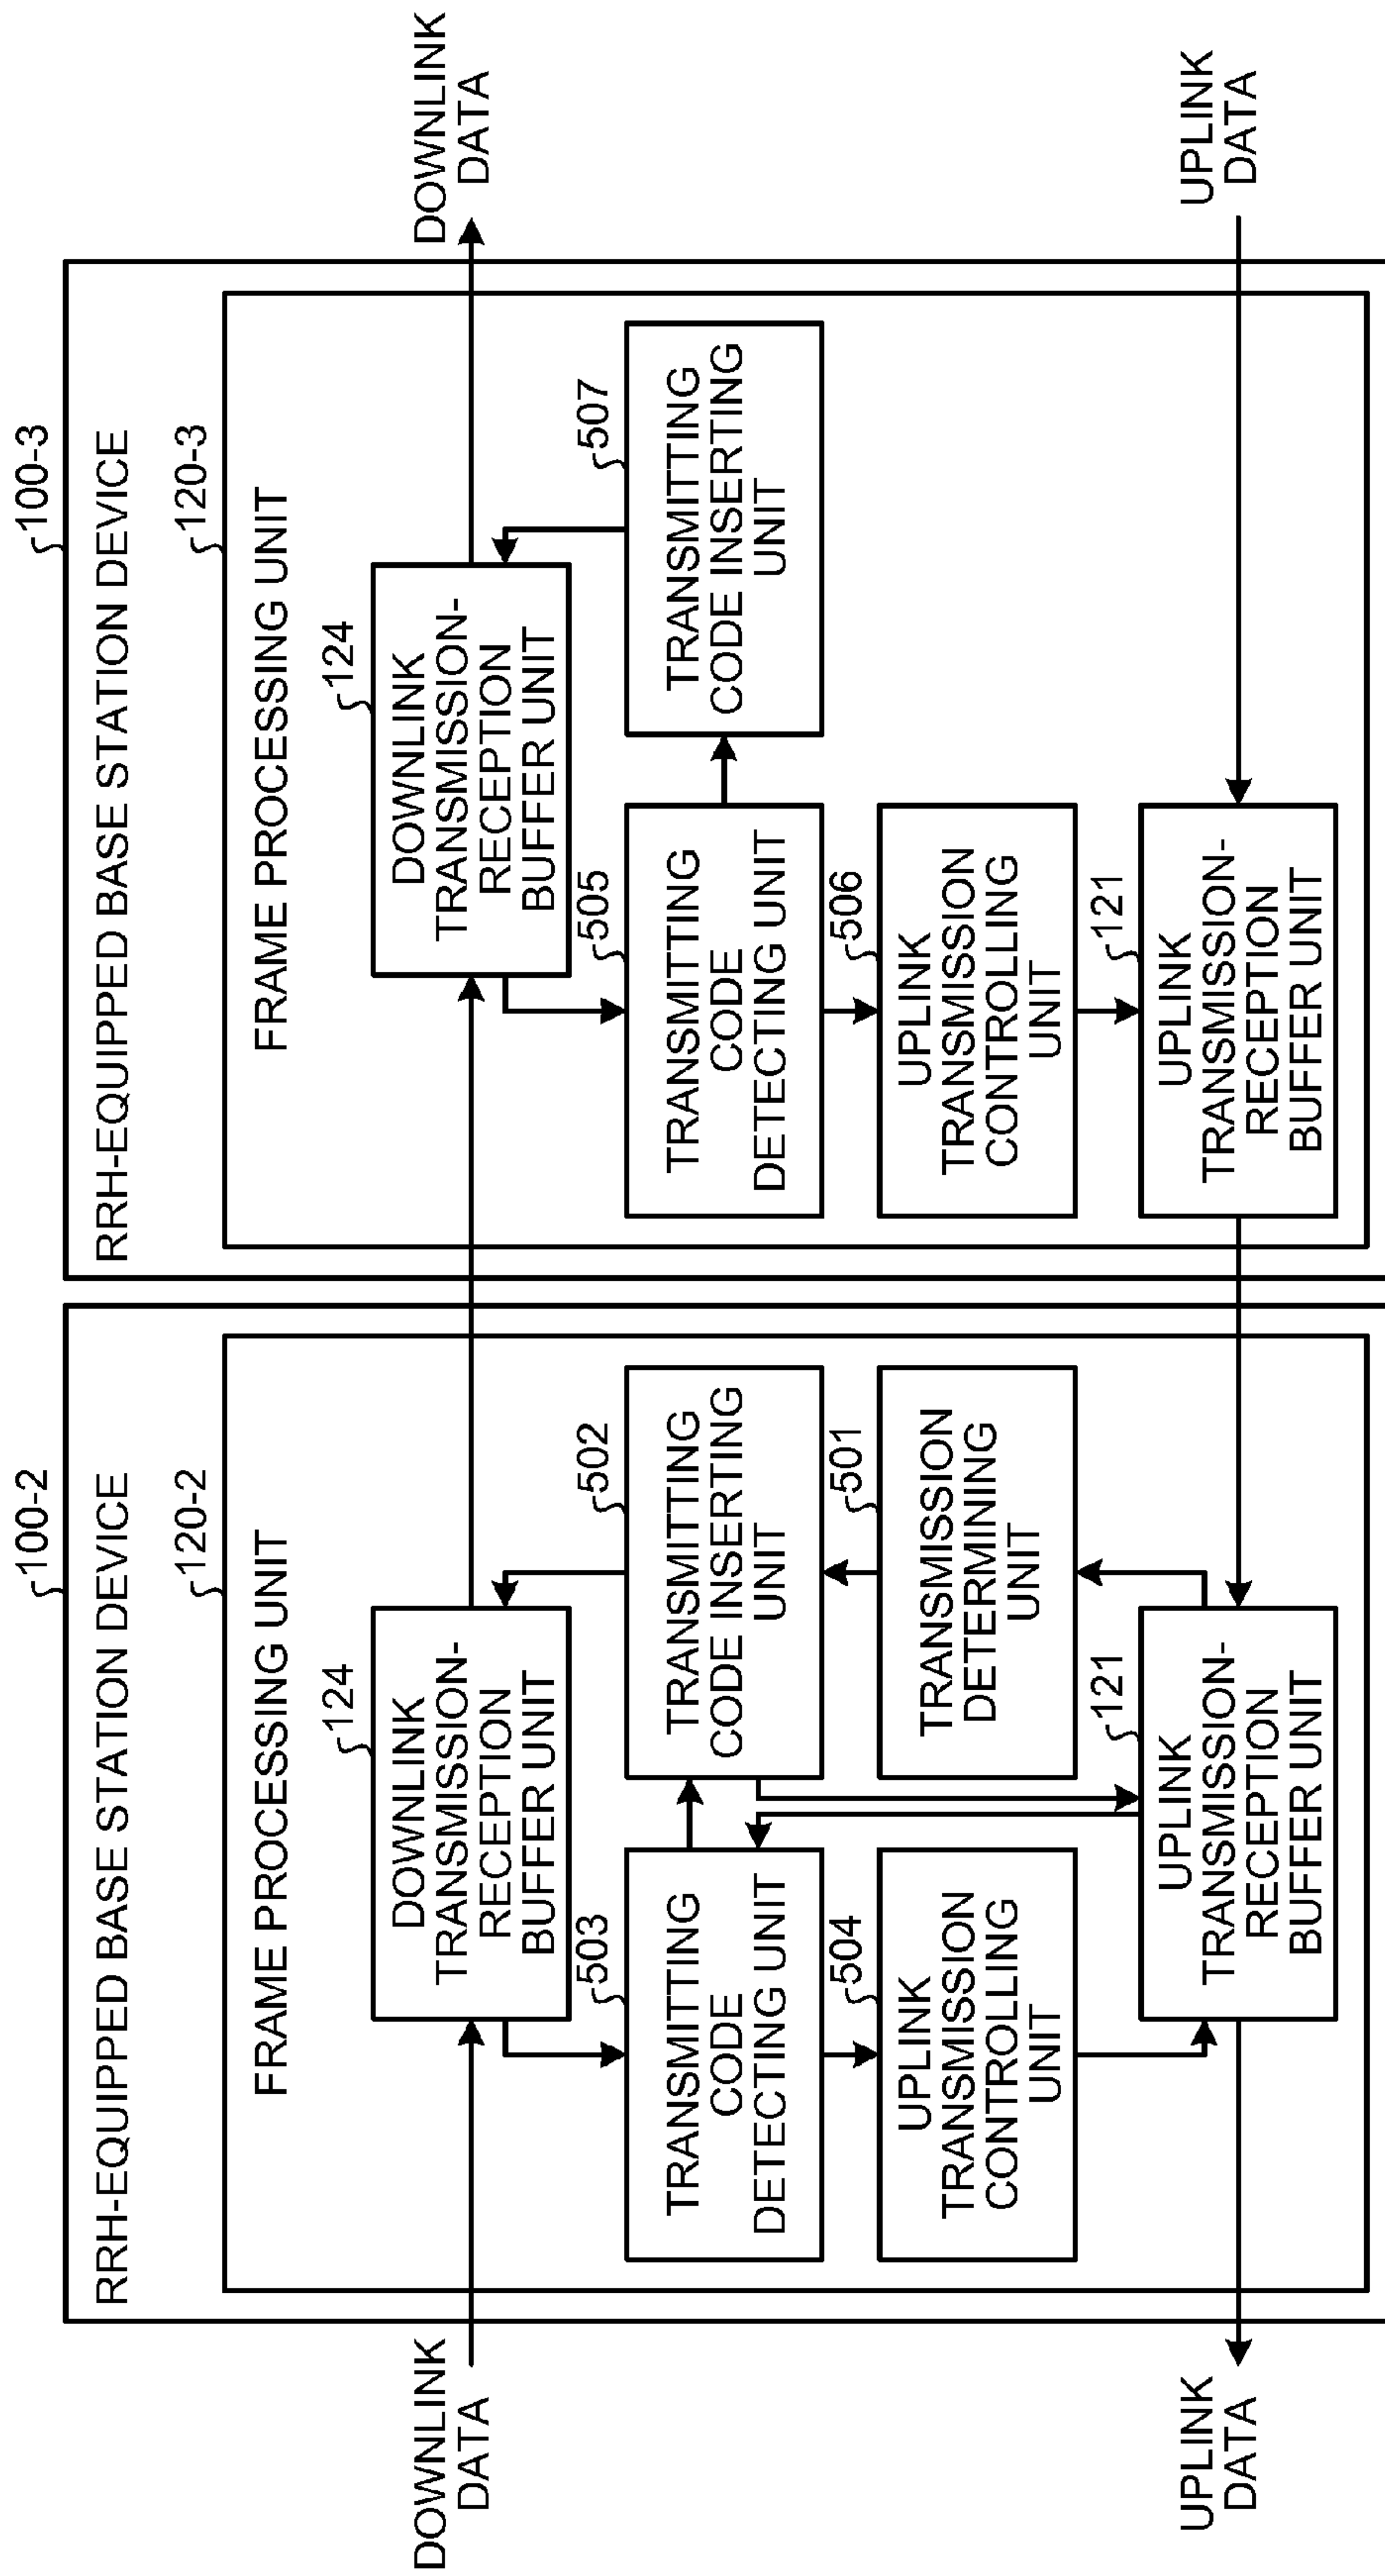 100-2
RRH-EQUIPPED BASE STATION DEVICE
120-2
FRAME PROCESSING UNIT
DOWNLINK
DATA
124
DOWNLINK
TRANSMISSION-
RECEPTION
BUFFER UNIT
503
TRANSMITTING
CODE
DETECTING UNIT
502
TRANSMITTING
CODE INSERTING
UNIT
504
UPLINK
TRANSMISSION
CONTROLLING
UNIT
501
TRANSMISSION
DETERMINING
UNIT
121
UPLINK
TRANSMISSION-
RECEPTION
BUFFER UNIT
UPLINK
DATA
100-3
RRH-EQUIPPED BASE STATION DEVICE
120-3
FRAME PROCESSING UNIT
124
DOWNLINK
TRANSMISSION-
RECEPTION
BUFFER UNIT
DOWNLINK
DATA
505
TRANSMITTING
CODE
DETECTING UNIT
507
TRANSMITTING
CODE INSERTING
UNIT
506
UPLINK
TRANSMISSION
CONTROLLING
UNIT
121
UPLINK
TRANSMISSION-
RECEPTION
BUFFER UNIT
UPLINK
DATA